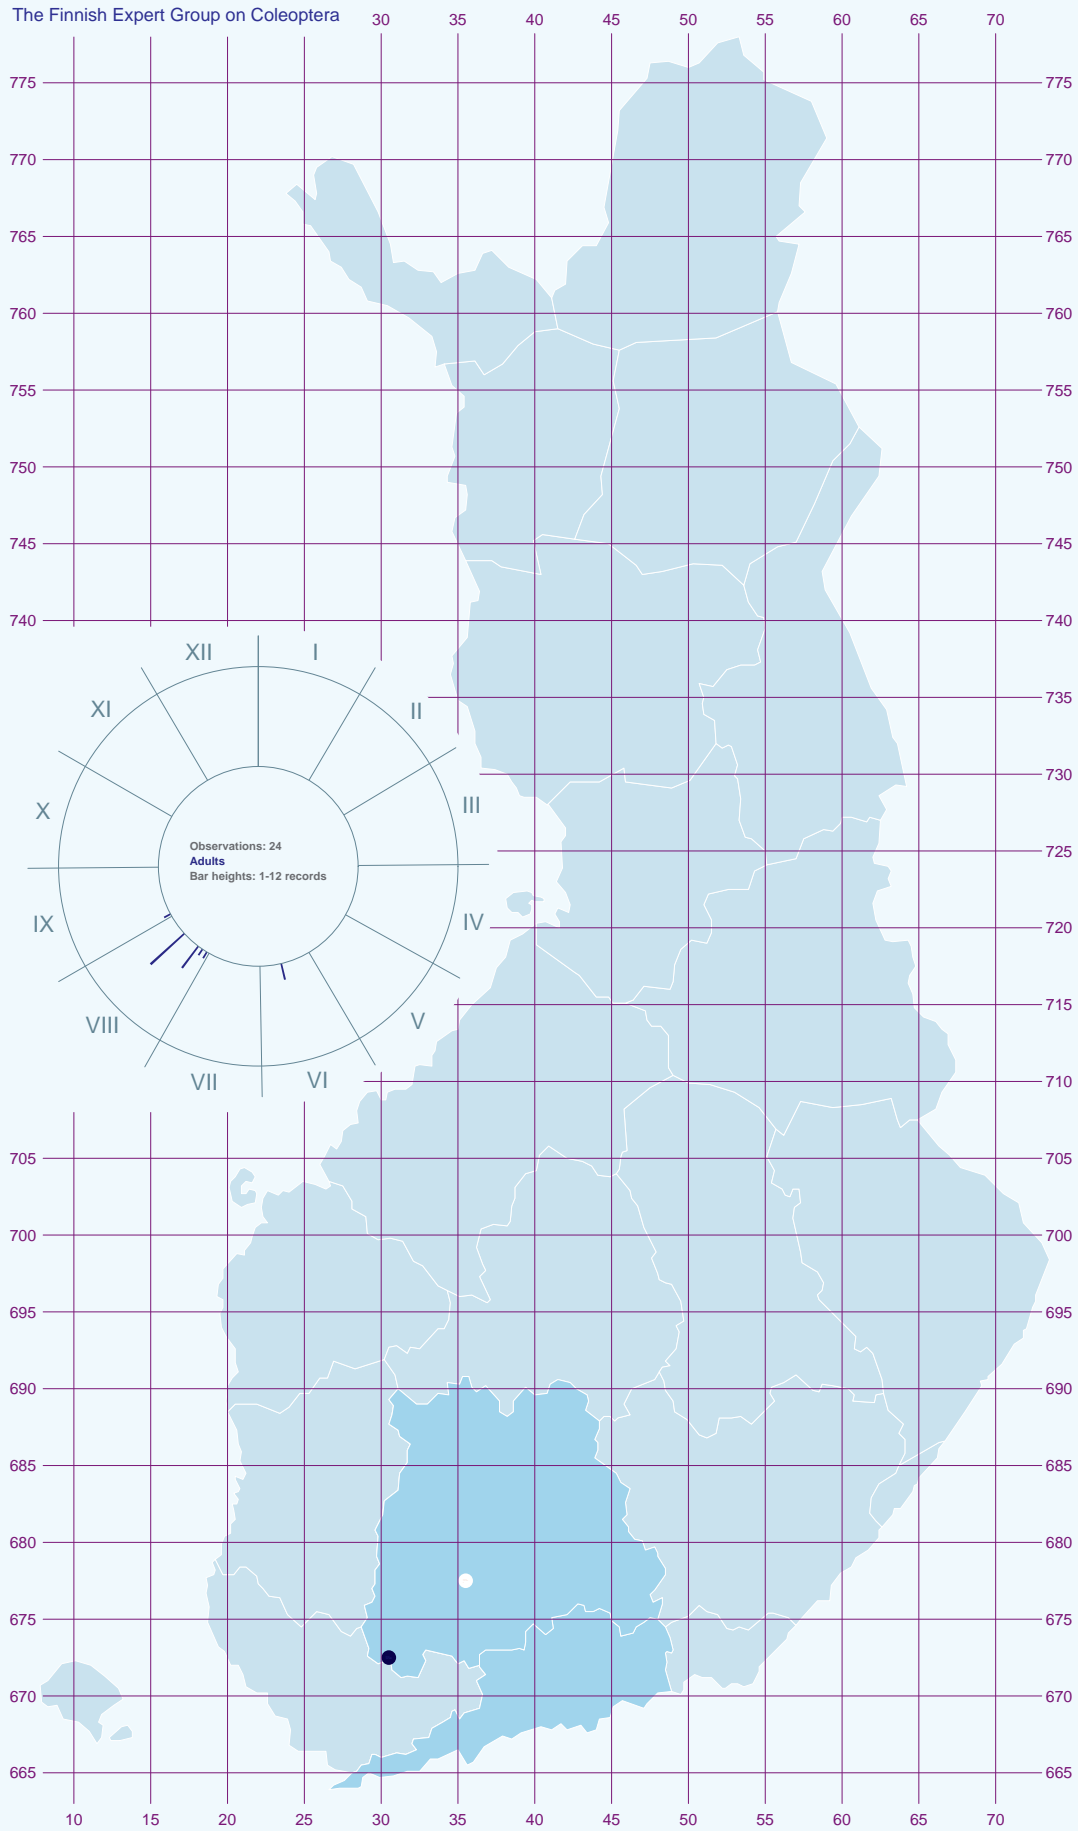 The Finnish Expert Group on Coleoptera
30 35 40 45 50 55 60 65 70
775 775
770 770
765 765
760 760
755 755
750 750
745 745
740 740
XII I
XI II
735
730
X III
725
Observations: 24
Adults
Bar heights: 1-12 records
IX IV
720
715
VIII V
VII VI
710
705 705
700 700
695 695
690 690
685 685
680 680
675 675
670 670
665 665
10 15 20 25 30 35 40 45 50 55 60 65 70